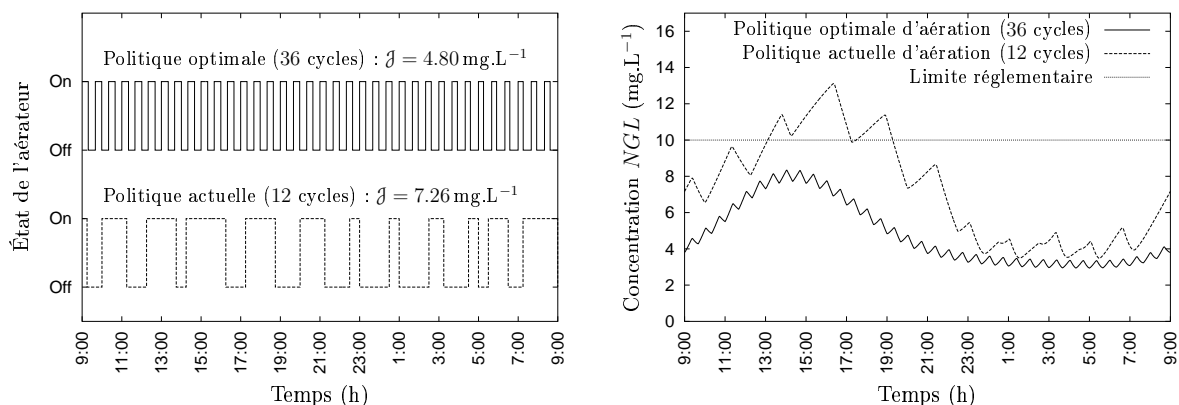 État de l'aérateur
Politique optimale (36 cycles) : 𝒥 = 4.80 mg.L−1
On
Off
Politique actuelle (12 cycles) : 𝒥 = 7.26 mg.L−1
On
Off
9:00 11:00 13:00 15:00 17:00 19:00 21:00 23:00 1:00 3:00 5:00 7:00 9:00
Temps (h)
Concentration NGL (mg.L−1)
Politique optimale d'aération (36 cycles)
Politique actuelle d'aération (12 cycles)
Limite réglementaire
16
14
12
10
8
6
4
2
0
9:00 11:00 13:00 15:00 17:00 19:00 21:00 23:00 1:00 3:00 5:00 7:00 9:00
Temps (h)